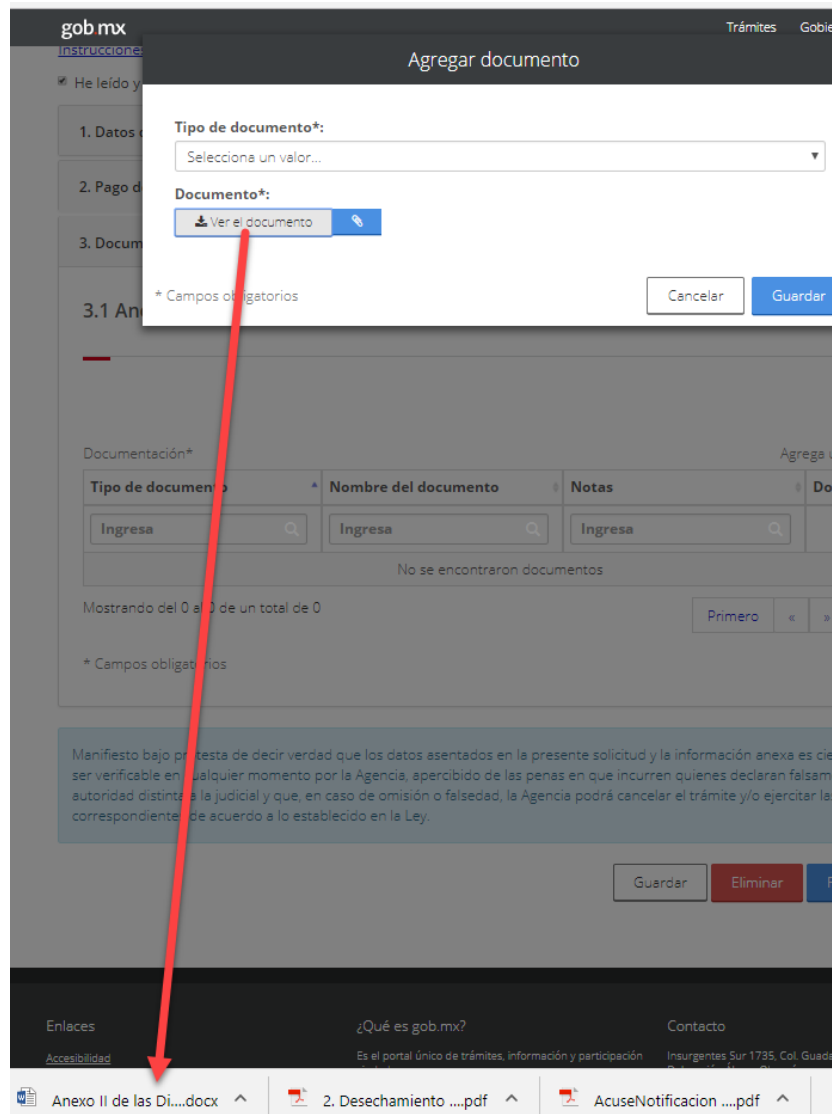 gob.mx
Trámites Gobie
Instrucciones
Agregar documento
He leído y
1. Datos
Tipo de documento*:
Selecciona un valor...
2. Pago d
Documento*:
Ver el documento
3. Docum
* Campos obligatorios
Cancelar Guardar
3.1 An
Documentación*
Agrega u
Tipo de documento Nombre del documento Notas Do
Ingresa Ingresa Ingresa
No se encontraron documentos
Mostrando del 0 al 0 de un total de 0
Primero « »
* Campos obligatorios
Manifiesto bajo protesta de decir verdad que los datos asentados en la presente solicitud y la información anexa es cie
ser verificable en cualquier momento por la Agencia, apercibido de las penas en que incurren quienes declaran falsam
autoridad distinta a la judicial y que, en caso de omisión o falsedad, la Agencia podrá cancelar el trámite y/o ejercitar la
correspondientes de acuerdo a lo establecido en la Ley.
Guardar Eliminar
Enlaces ¿Qué es gob.mx? Contacto
Accesibilidad Es el portal único de trámites, información y participación Insurgentes Sur 1735, Col. Guada
Anexo II de las Di....docx 2. Desechamiento ....pdf AcuseNotificacion ....pdf